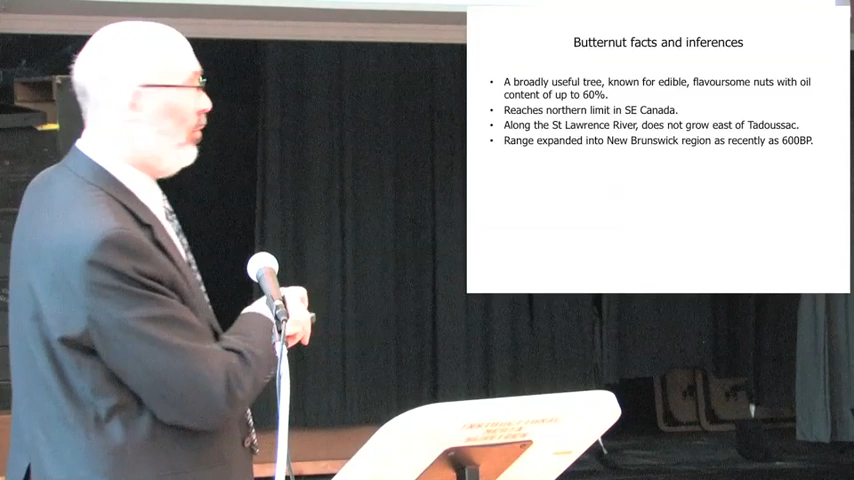 Butternut facts and inferences
• A broadly useful tree, known for edible, flavoursome nuts with oil
content of up to 60%.
• Reaches northern limit in SE Canada.
• Along the St Lawrence River, does not grow east of Tadoussac.
• Range expanded into New Brunswick region as recently as 600BP.